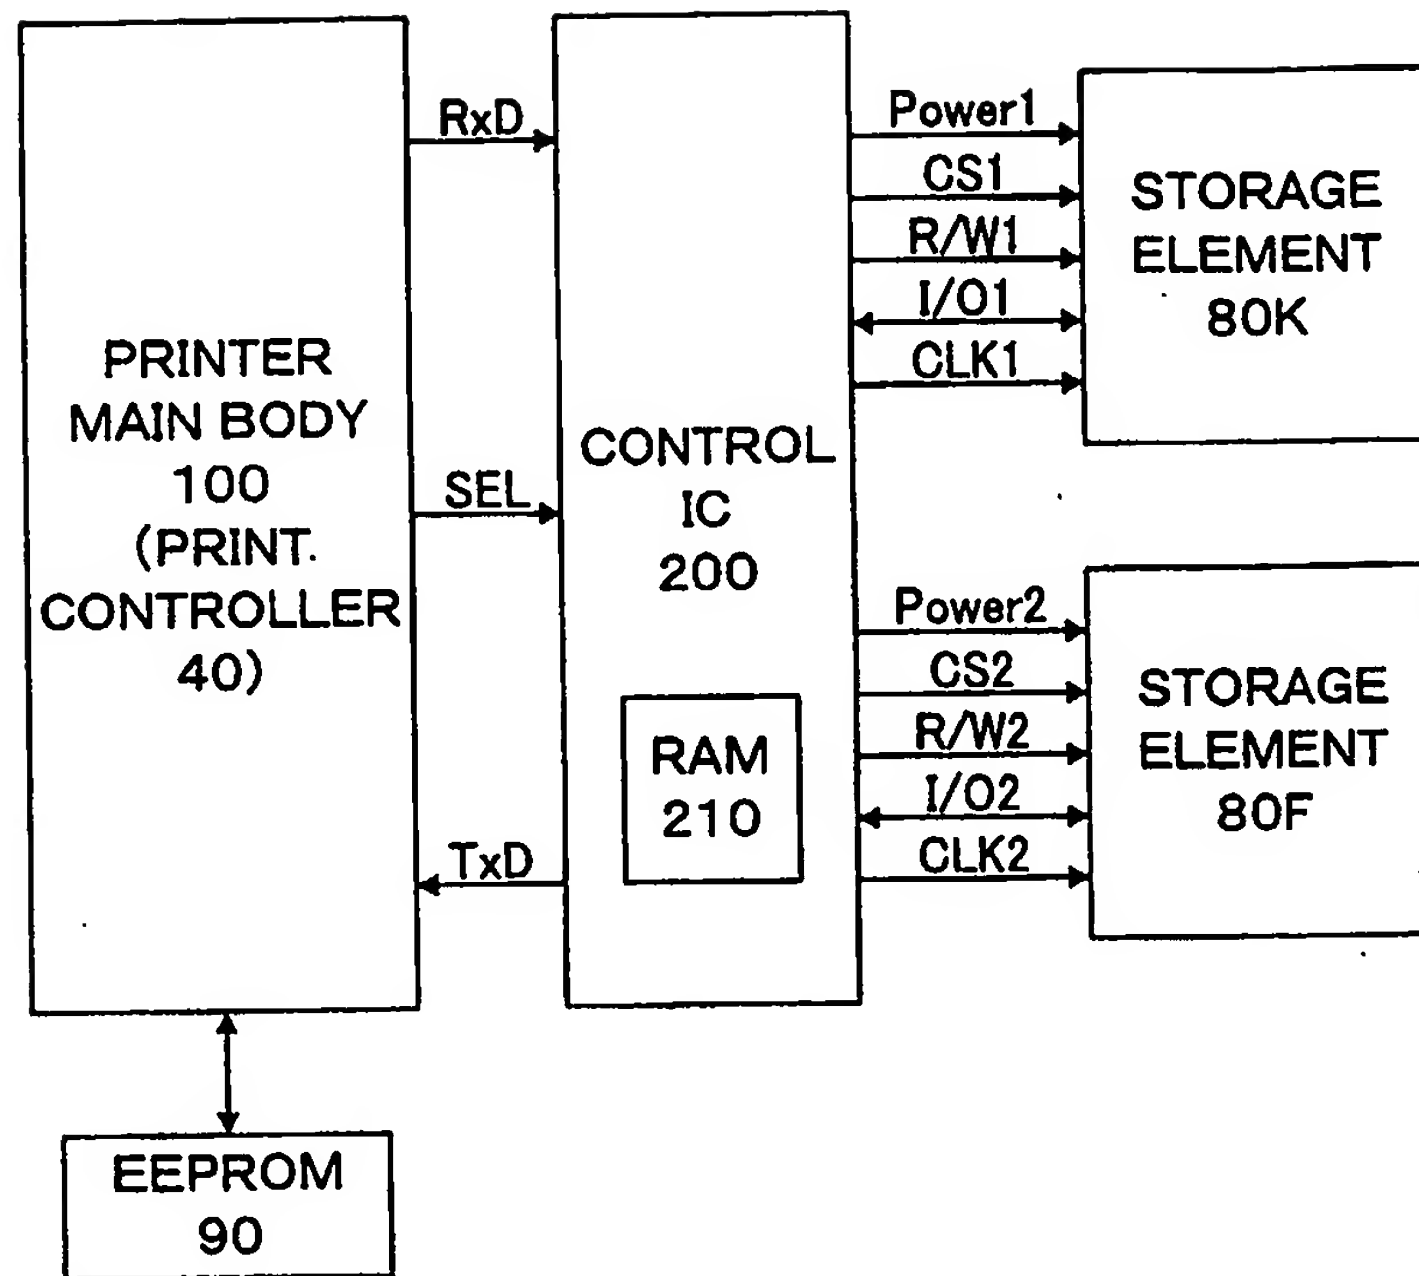 PRINTER
MAIN BODY
100
(PRINT.
CONTROLLER
40)
RxD
SEL
TxD
CONTROL
IC
200
RAM
210
Power1
CS1
R/W1
I/O1
CLK1
STORAGE
ELEMENT
80K
Power2
CS2
R/W2
I/O2
CLK2
STORAGE
ELEMENT
80F
EEPROM
90